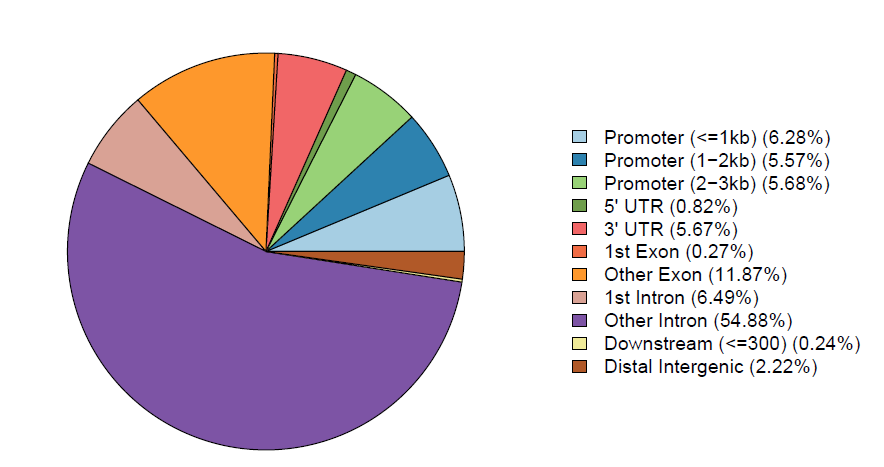 Promoter (<=1kb) (6.28%)
Promoter (1−2kb) (5.57%)
Promoter (2−3kb) (5.68%)
5' UTR (0.82%)
3' UTR (5.67%)
1st Exon (0.27%)
Other Exon (11.87%)
1st Intron (6.49%)
Other Intron (54.88%)
Downstream (<=300) (0.24%)
Distal Intergenic (2.22%)